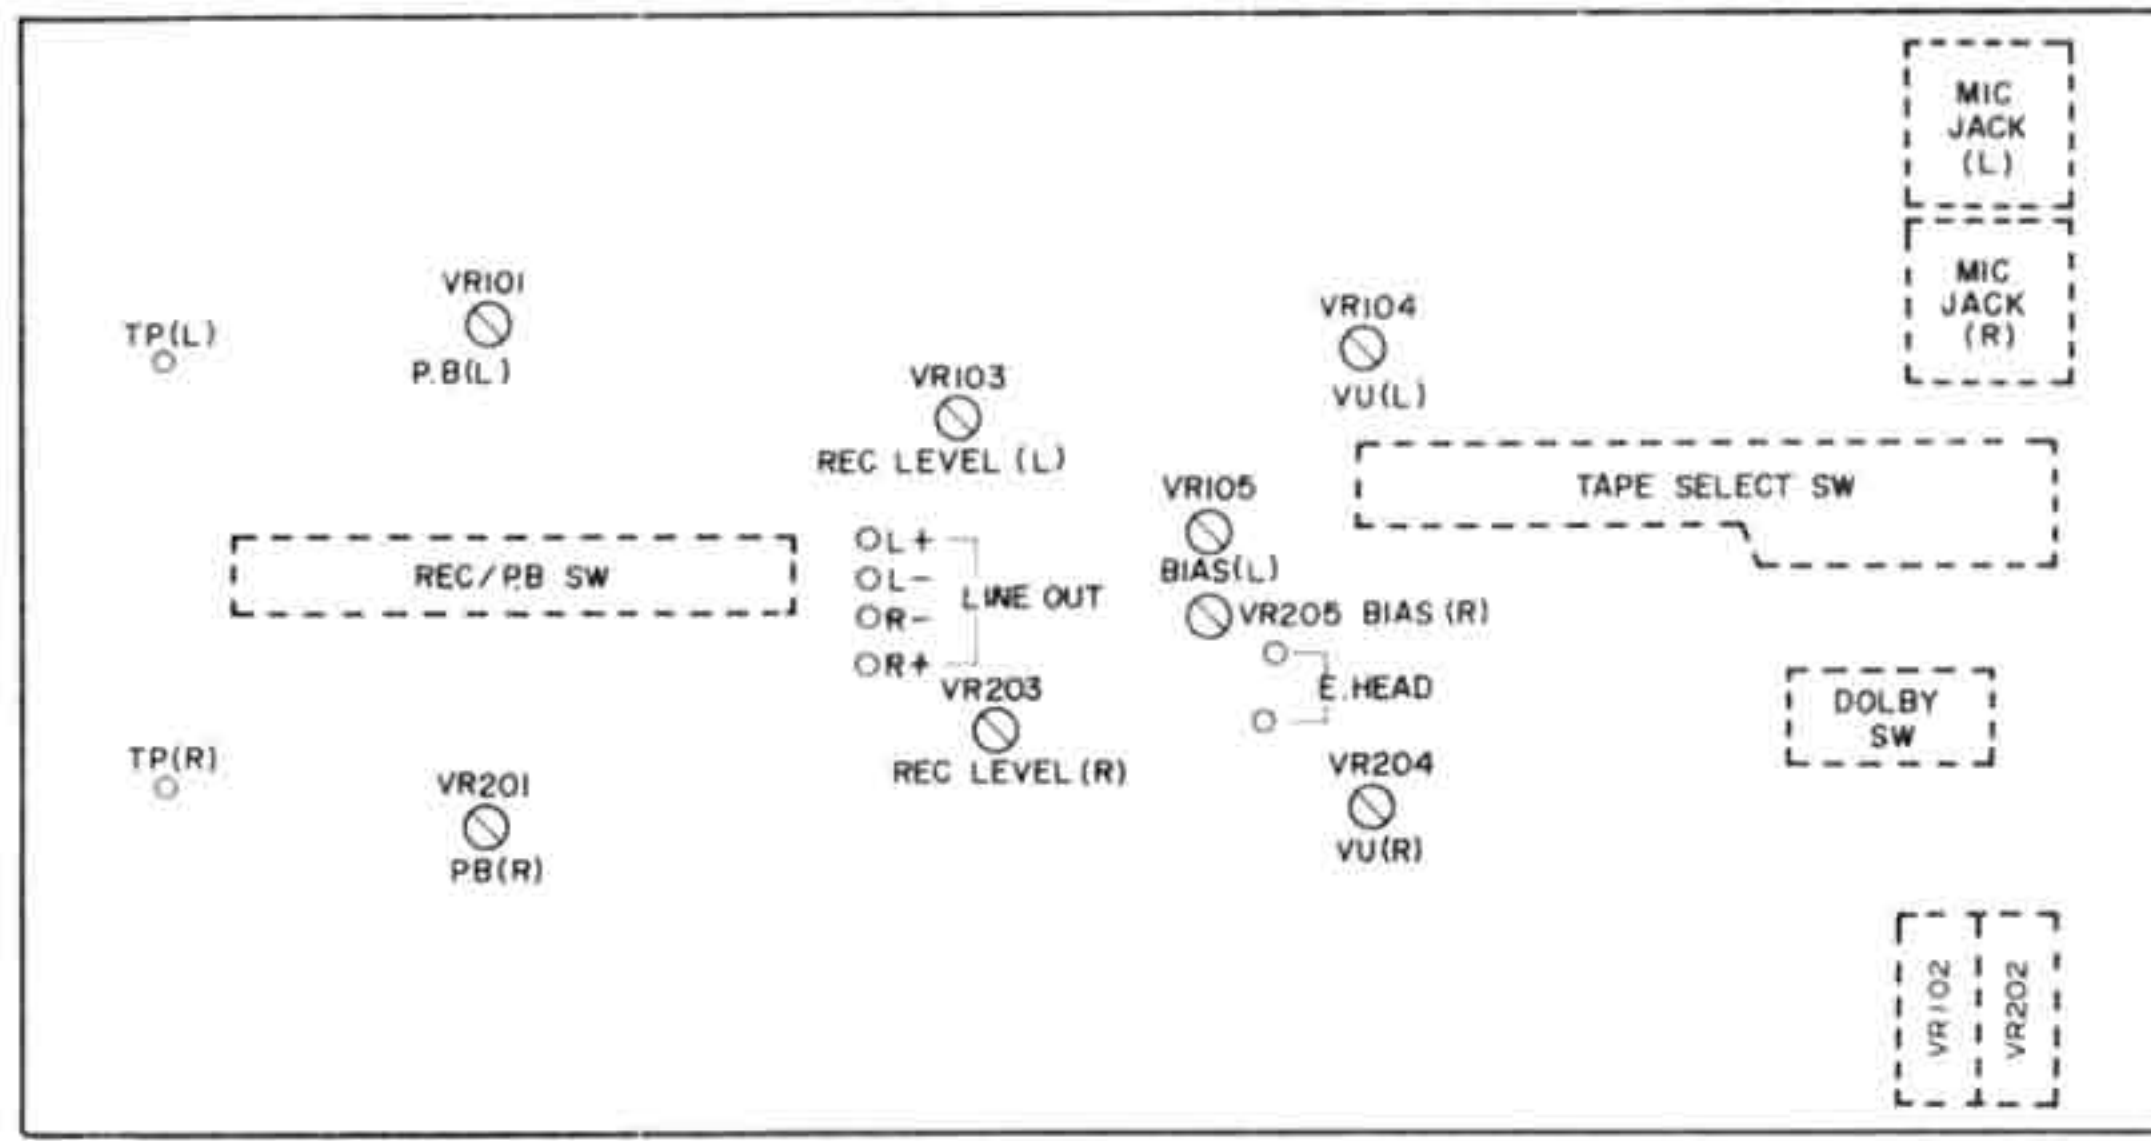 MIC
JACK
(L)
MIC
JACK
(R)
VR101
P.B(L)
TP(L)
VR104
VU(L)
VR103
REC LEVEL (L)
TAPE SELECT SW
VR105
BIAS(L)
REC/P.B SW
L+
L-
R-
R+
LINE OUT
VR205 BIAS (R)
E.HEAD
VR203
REC LEVEL (R)
DOLBY
SW
TP(R)
VR201
PB(R)
VR204
VU(R)
VR102
VR202